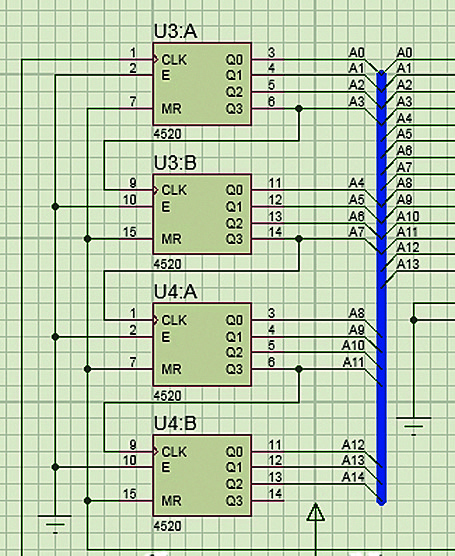 U3:A
1 CLK Q0 3 A0 A0
2 E Q1 4 A1 A1
Q2 5 A2 A2
7 MR Q3 6 A3 A3
A4
4520 A5
A6
U3:B A7
9 CLK Q0 11 A4 A8
10 E Q1 12 A5 A9
Q2 13 A6 A10
15 MR Q3 14 A7 A11
A12
4520 A13
U4:A
1 CLK Q0 3 A8
2 E Q1 4 A9
Q2 5 A10
7 MR Q3 6 A11
4520
U4:B
9 CLK Q0 11 A12
10 E Q1 12 A13
Q2 13 A14
15 MR Q3 14
4520